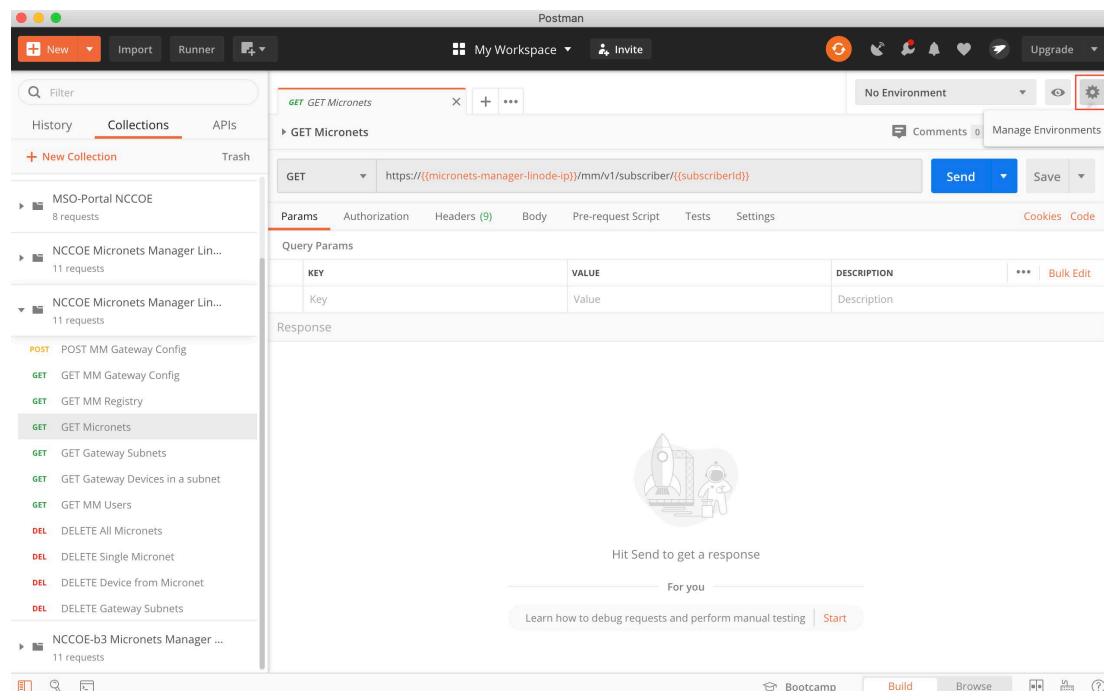 Postman
New Import Runner My Workspace Invite Upgrade
Filter
History Collections APIs
New Collection Trash
MSO-Portal NCCOE
8 requests
NCCOE Micronets Manager Lin...
11 requests
NCCOE Micronets Manager Lin...
11 requests
POST POST MM Gateway Config
GET GET MM Gateway Config
GET GET MM Registry
GET GET Micronets
GET GET Gateway Subnets
GET GET Gateway Devices in a subnet
GET GET MM Users
DEL DELETE All Micronets
DEL DELETE Single Micronet
DEL DELETE Device from Micronet
DEL DELETE Gateway Subnets
NCCOE-b3 Micronets Manager ...
11 requests
GET GET Micronets
No Environment
GET Micronets
Comments 0
Manage Environments
GET https://{{micronets-manager-linode-ip}}/mm/v1/subscriber/{{subscriberId}} Send Save
Params Authorization Headers (9) Body Pre-request Script Tests Settings Cookies Code
Query Params
KEY VALUE DESCRIPTION ••• Bulk Edit
Key Value Description
Response
Hit Send to get a response
For you
Learn how to debug requests and perform manual testing Start
Bootcamp Build Browse